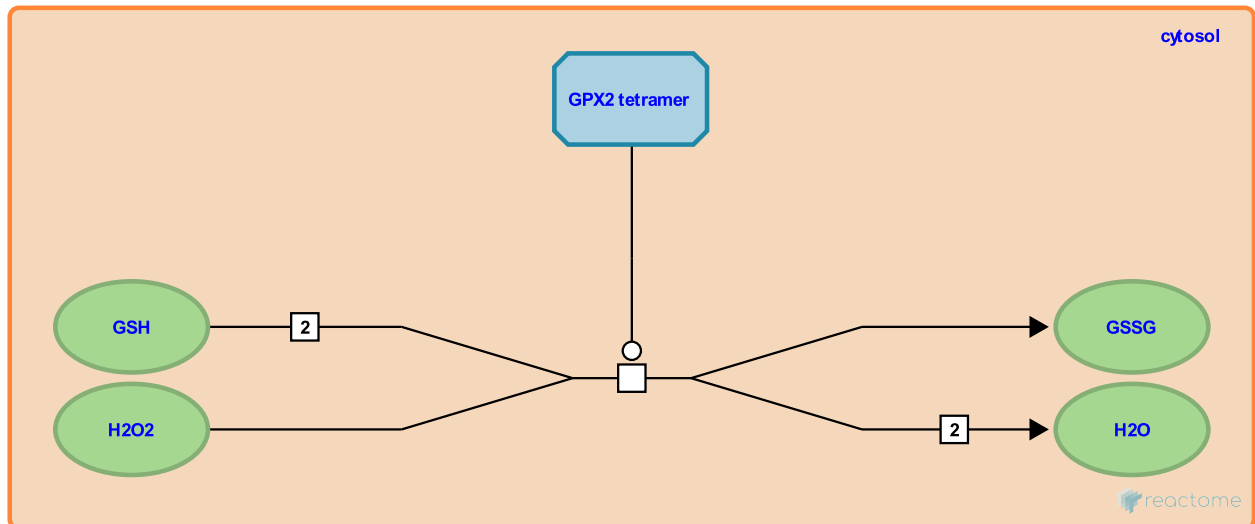 cytosol
GPX2 tetramer
GSH
2
GSSG
H2O2
2
H2O
reactome